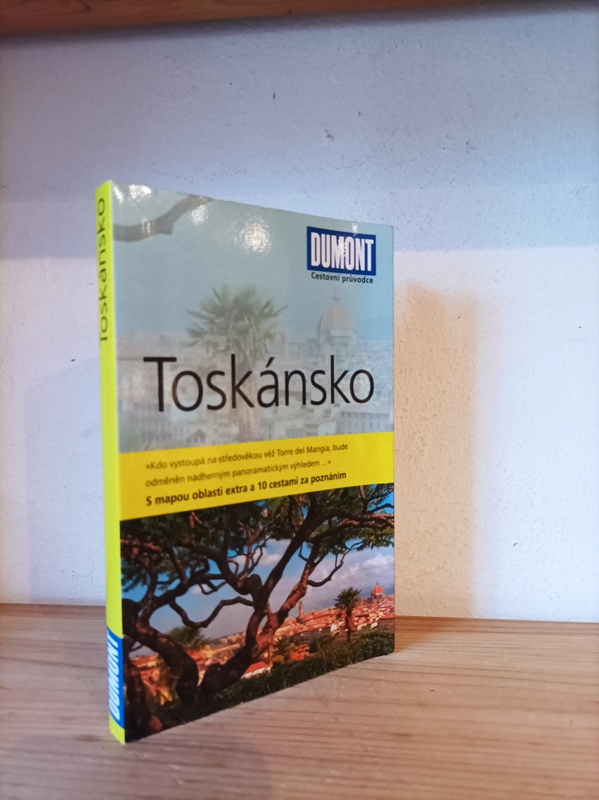 Toskánsko
DUMONT
DUMONT
Cestovní průvodce
Toskánsko
»Kdo vystoupá na středověkou věž Torre del Mangia, bude
odměněn nádherným panoramatickým výhledem ...«
S mapou oblasti extra a 10 cestami za poznáním